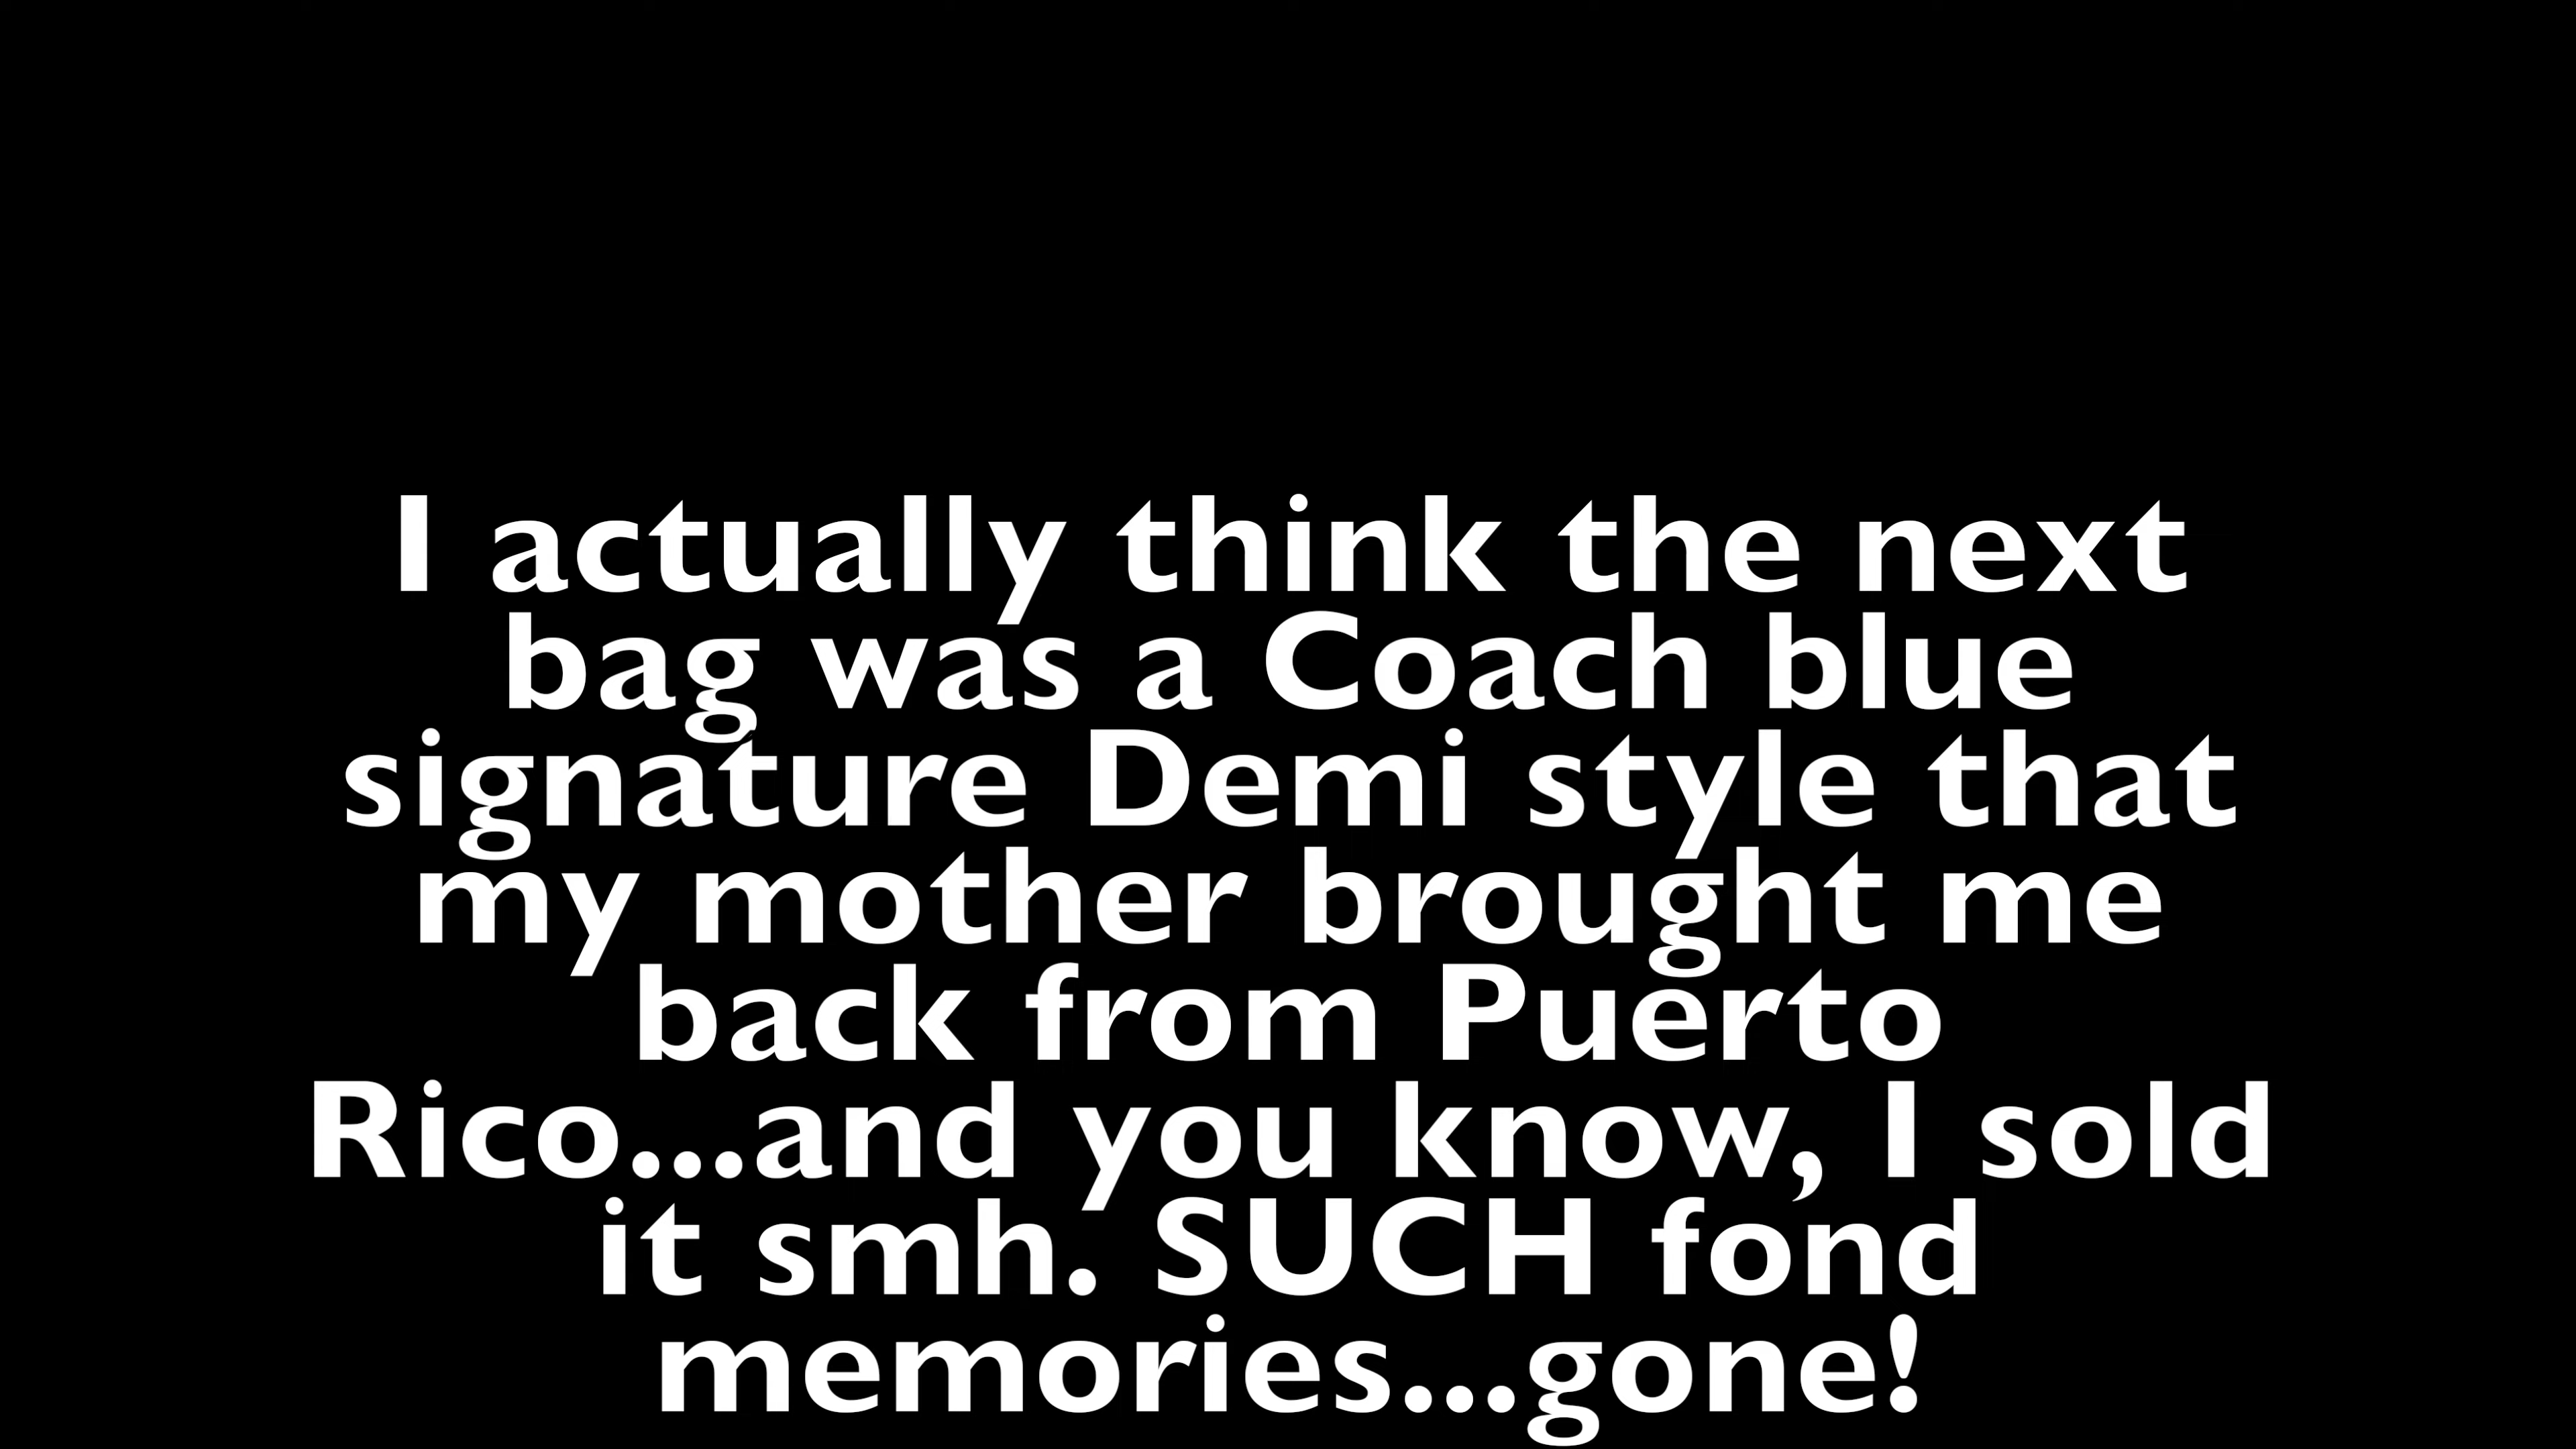 I actually think the next
bag was a Coach blue
signature Demi style that
my mother brought me
back from Puerto
Rico...and you know, I sold
it smh. SUCH fond
memories...gone!